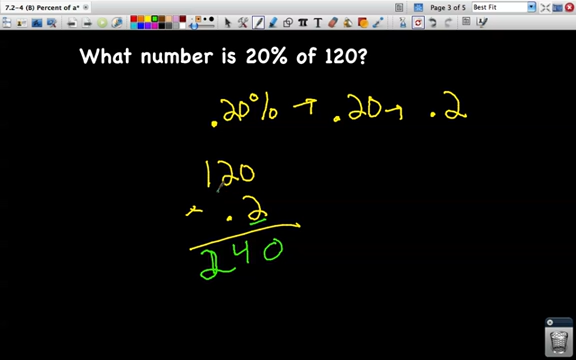 7.2-4 (B) Percent of a* ×
Page 3 of 5
Best Fit
What number is 20% of 120?
.20% → .20 → .2
120
× .2
240